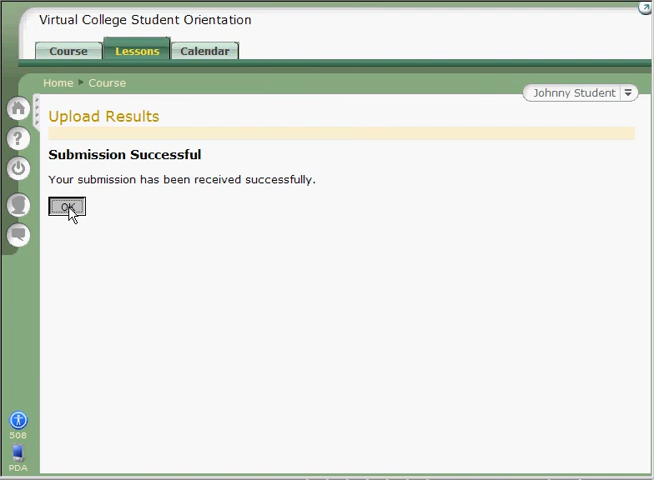 Virtual College Student Orientation
Course Lessons Calendar
Home Course
Johnny Student
Upload Results
Submission Successful
Your submission has been received successfully.
OK
508
PDA